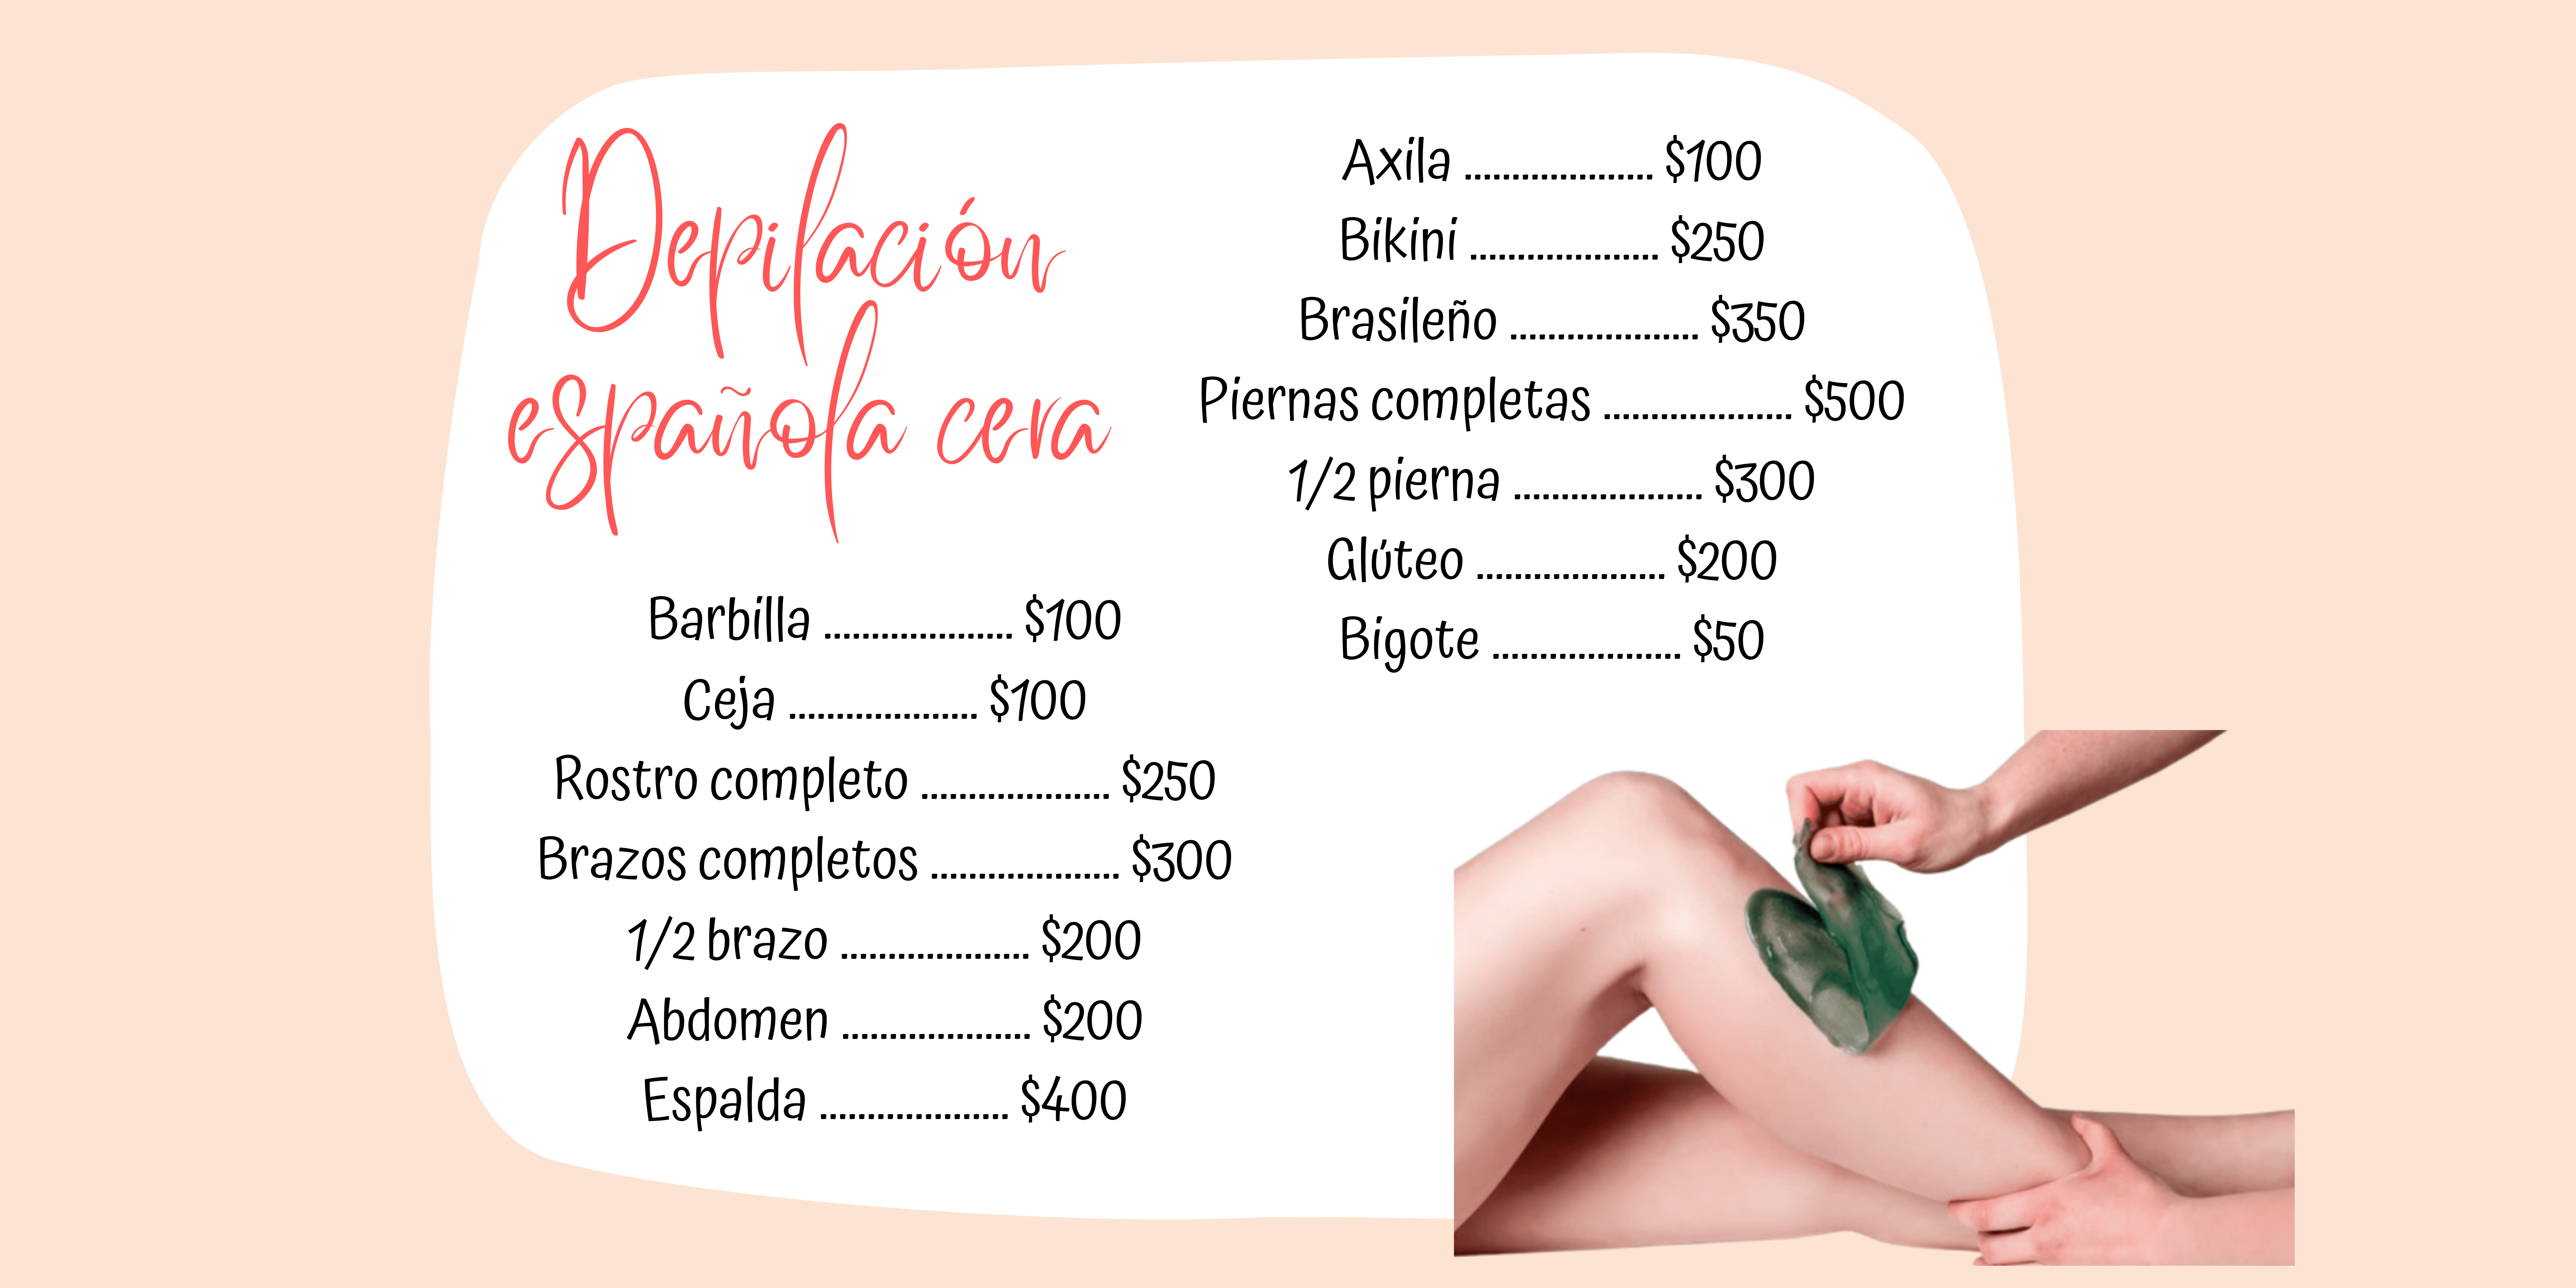 Depilación
española cera
Barbilla .................... $100
Ceja .................... $100
Rostro completo .................... $250
Brazos completos .................... $300
1/2 brazo .................... $200
Abdomen .................... $200
Espalda .................... $400
Axila .................... $100
Bikini .................... $250
Brasileño .................... $350
Piernas completas .................... $500
1/2 pierna .................... $300
Glúteo .................... $200
Bigote .................... $50